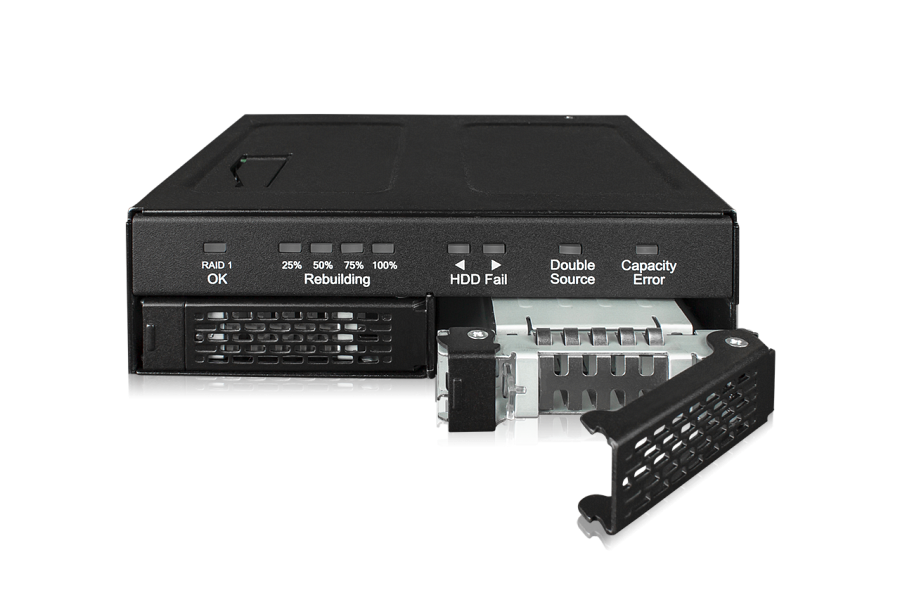 RAID 1
OK
25% 50% 75% 100%
Rebuilding
◀ ▶
HDD Fail
Double
Source
Capacity
Error